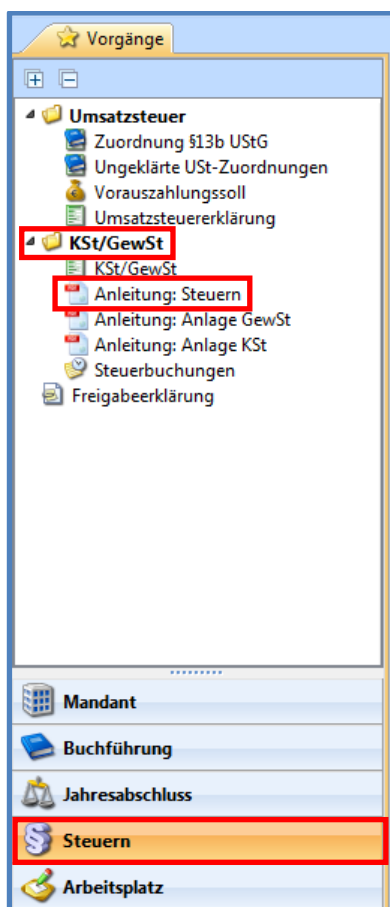 Vorgänge
Umsatzsteuer
Zuordnung §13b UStG
Ungeklärte USt-Zuordnungen
Vorauszahlungssoll
Umsatzsteuererklärung
KSt/GewSt
KSt/GewSt
Anleitung: Steuern
Anleitung: Anlage GewSt
Anleitung: Anlage KSt
Steuerbuchungen
Freigabeerklärung
Mandant
Buchführung
Jahresabschluss
Steuern
Arbeitsplatz